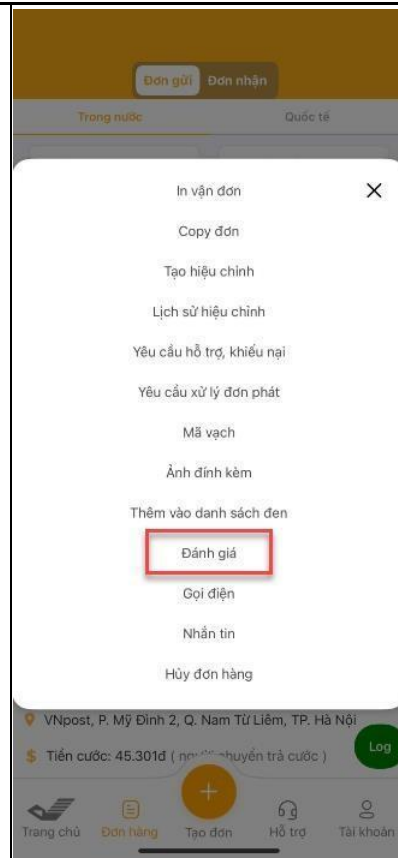 Đơn gửi Đơn nhận
Trong nước Quốc tế
In vận đơn
Copy đơn
Tạo hiệu chỉnh
Lịch sử hiệu chỉnh
Yêu cầu hỗ trợ, khiếu nại
Yêu cầu xử lý đơn phát
Mã vạch
Ảnh đính kèm
Thêm vào danh sách đen
Đánh giá
Gọi điện
Nhắn tin
Hủy đơn hàng
VNpost, P. Mỹ Đình 2, Q. Nam Từ Liêm, TP. Hà Nội
Tiền cước: 45.301đ ( chuyển trả cước )
Log
Trang chủ Đơn hàng Tạo đơn Hỗ trợ Tài khoản